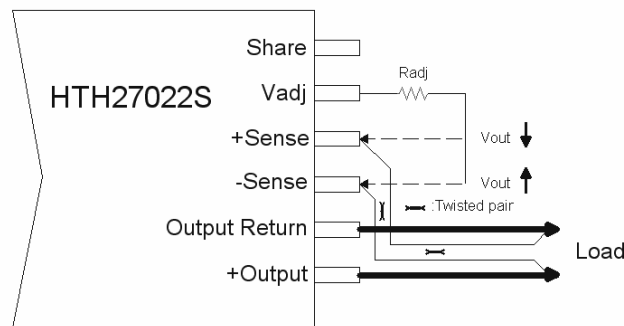 Share
HTH27022S
Vadj
Radj
+Sense
Vout
-Sense
Vout
:Twisted pair
Output Return
Load
+Output